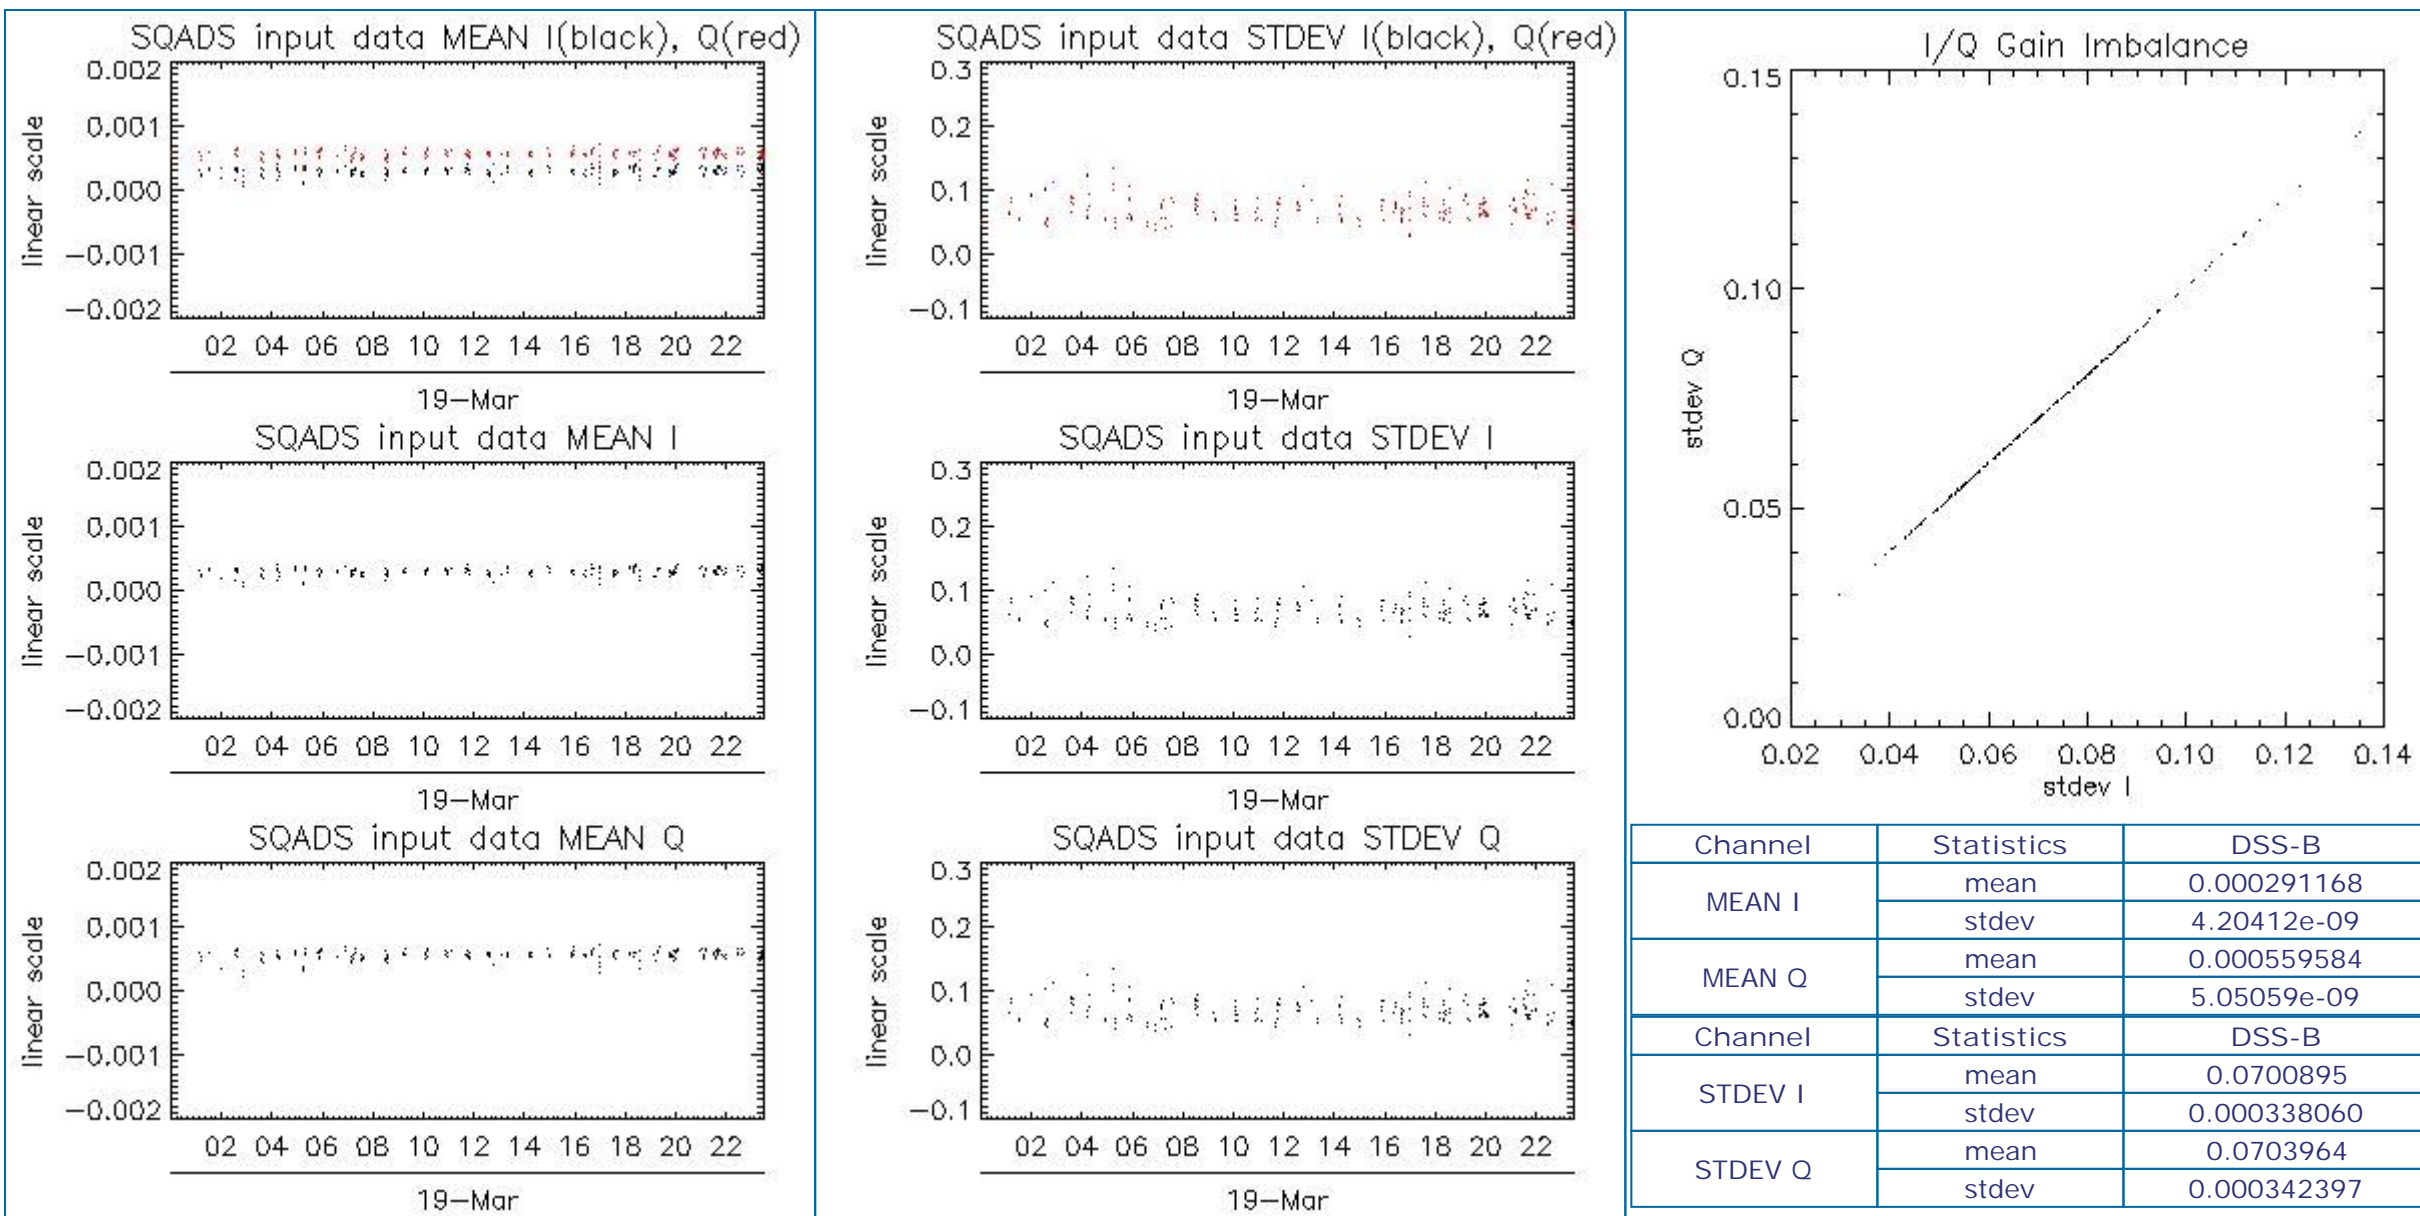 SQADS input data MEAN I(black), Q(red)
0.002
0.001
0.000
−0.001
−0.002
linear scale
02 04 06 08 10 12 14 16 18 20 22
19−Mar
SQADS input data MEAN I
0.002
0.001
0.000
−0.001
−0.002
linear scale
02 04 06 08 10 12 14 16 18 20 22
19−Mar
SQADS input data MEAN Q
0.002
0.001
0.000
−0.001
−0.002
linear scale
02 04 06 08 10 12 14 16 18 20 22
19−Mar
SQADS input data STDEV I(black), Q(red)
0.3
0.2
0.1
0.0
−0.1
linear scale
02 04 06 08 10 12 14 16 18 20 22
19−Mar
SQADS input data STDEV I
0.3
0.2
0.1
0.0
−0.1
linear scale
02 04 06 08 10 12 14 16 18 20 22
19−Mar
SQADS input data STDEV Q
0.3
0.2
0.1
0.0
−0.1
linear scale
02 04 06 08 10 12 14 16 18 20 22
19−Mar
I/Q Gain Imbalance
0.15
0.10
0.05
0.00
stdev Q
0.02 0.04 0.06 0.08 0.10 0.12 0.14
stdev I
Channel Statistics DSS-B
MEAN I mean 0.000291168
stdev 4.20412e-09
MEAN Q mean 0.000559584
stdev 5.05059e-09
Channel Statistics DSS-B
STDEV I mean 0.0700895
stdev 0.000338060
STDEV Q mean 0.0703964
stdev 0.000342397